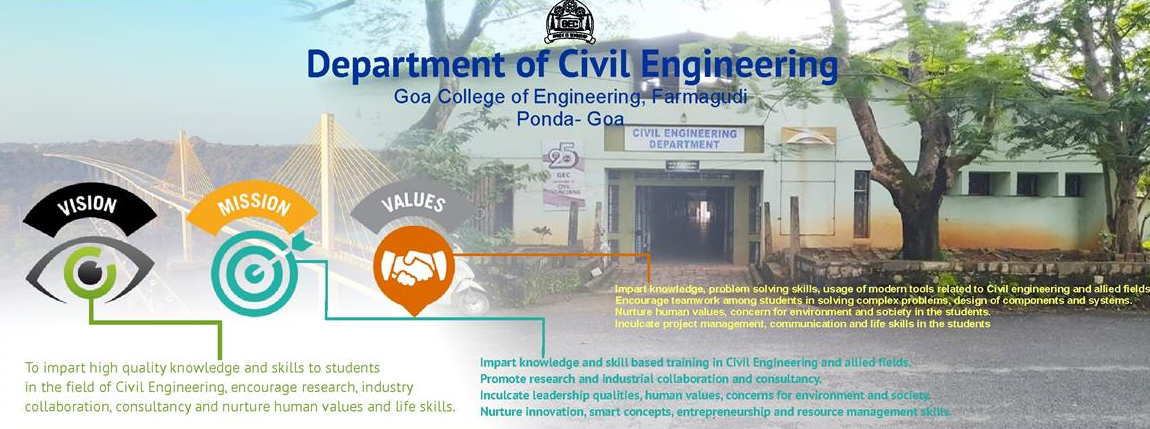 GEC
Department of Civil Engineering
Goa College of Engineering, Farmagudi
Ponda- Goa
CIVIL ENGINEERING
DEPARTMENT
25
GEC
CIVIL
ENGINEERING
VISION
MISSION
VALUES
Impart knowledge, problem solving skills, usage of modern tools related to Civil engineering and allied fields
Encourage teamwork among students in solving complex problems, design of components and systems.
Nurture human values, concern for environment and society in the students.
Inculcate project management, communication and life skills in the students
To impart high quality knowledge and skills to students
in the field of Civil Engineering, encourage research, industry
collaboration, consultancy and nurture human values and life skills.
Impart knowledge and skill based training in Civil Engineering and allied fields.
Promote research and industrial collaboration and consultancy.
Inculcate leadership qualities, human values, concerns for environment and society.
Nurture innovation, smart concepts, entrepreneurship and resource management skills.